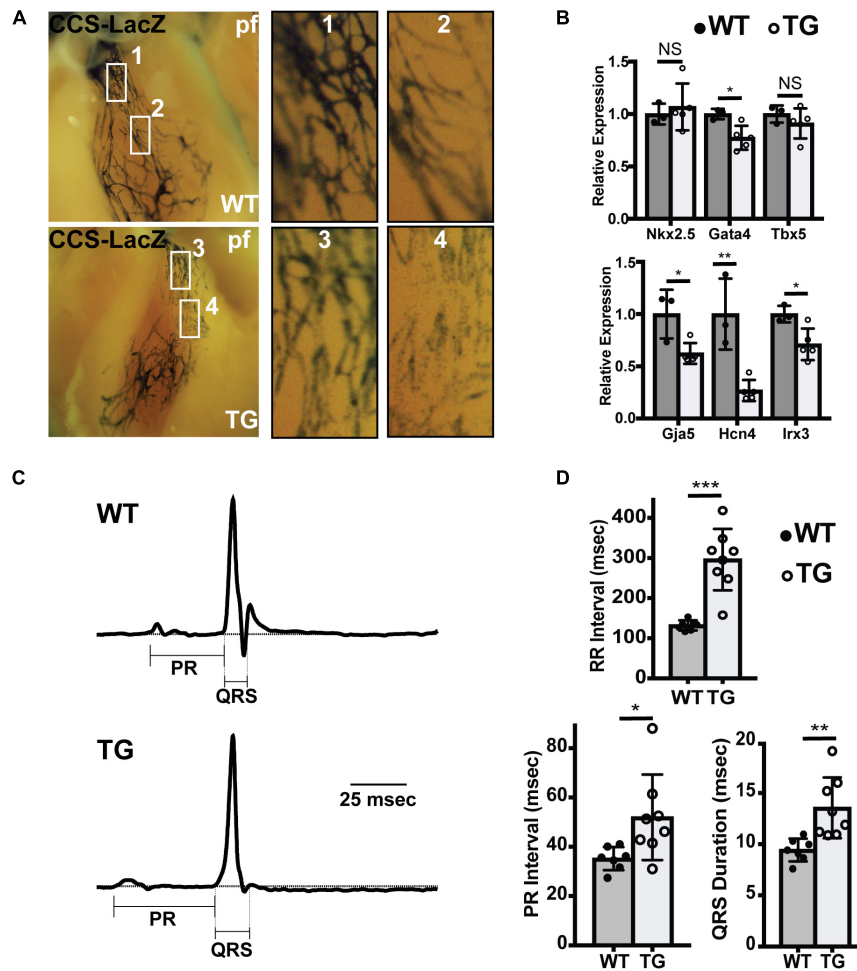 A
CCS-LacZ pf
1
2
WT
1
2
CCS-LacZ pf
3
4
TG
3
4
B
WT TG
Relative Expression
1.5
1.0
0.5
0.0
NS * NS
Nkx2.5 Gata4 Tbx5
Relative Expression
1.5
1.0
0.5
0.0
* ** *
Gja5 Hcn4 Irx3
C
WT
PR
QRS
TG
25 msec
PR
QRS
D
***
RR Interval (msec)
400
300
200
100
0
WT TG
WT
TG
*
PR Interval (msec)
80
60
40
20
0
WT TG
**
QRS Duration (msec)
20
15
10
5
0
WT TG